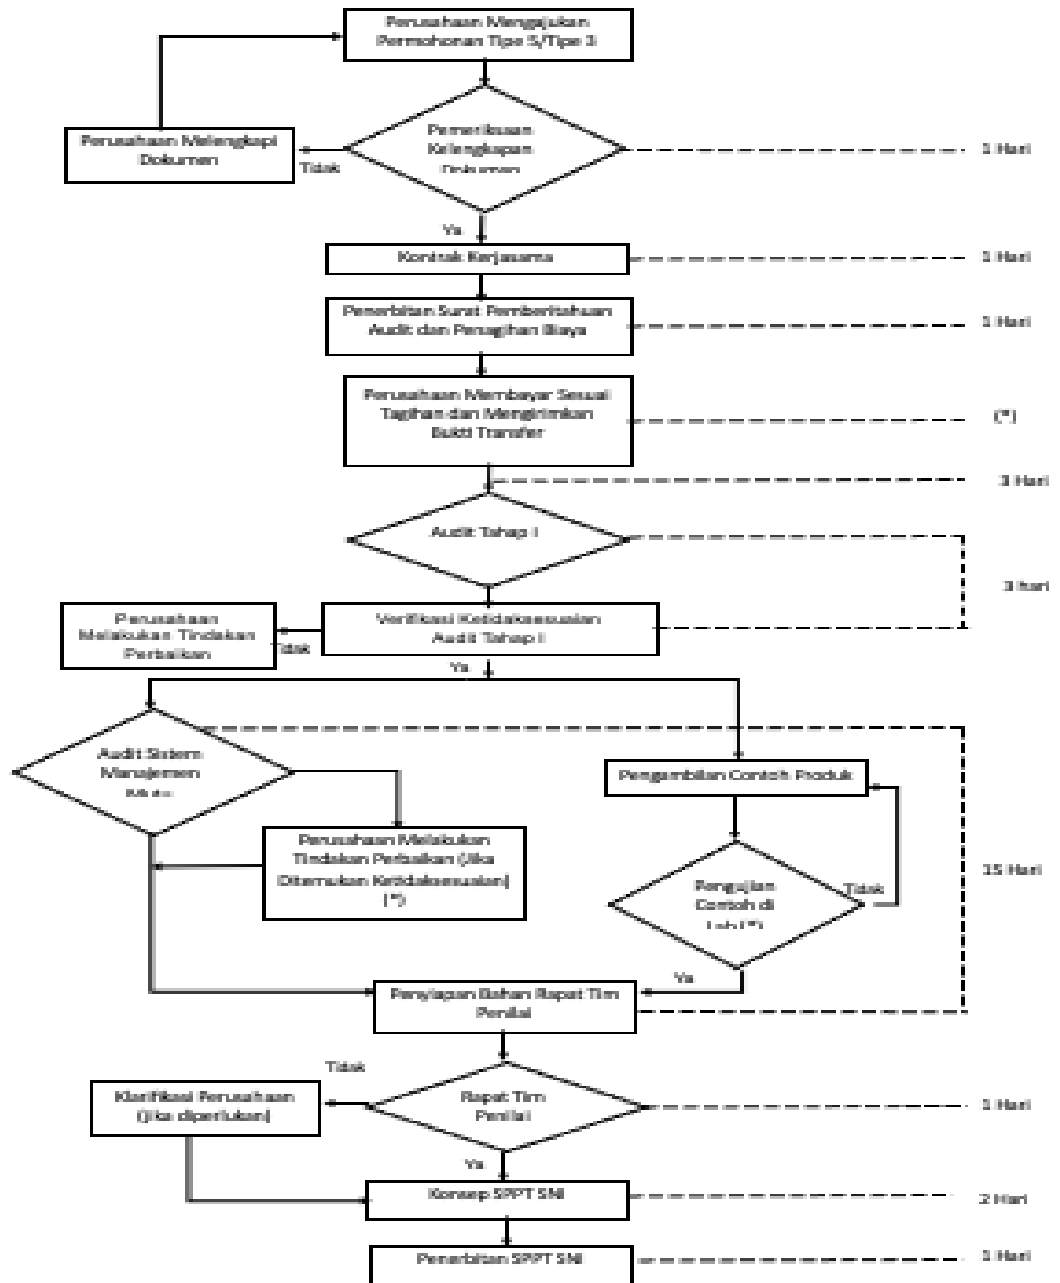 Perusahaan Mengajukan
Permohonan Tipe 5/Tipe 3
Pemeriksaan
Kelengkapan
Dokumen
1 Hari
Perusahaan Melengkapi
Dokumen
Tidak
Ya
Kontrak Kerjasama
1 Hari
Penerbitan Surat Pemberitahuan
Audit dan Penagihan Biaya
1 Hari
Perusahaan Membayar Sesuai
Tagihan dan Mengirimkan
Bukti Transfer
(*)
3 Hari
Audit Tahap I
3 hari
Verifikasi Ketidaksesuaian
Audit Tahap I
Perusahaan
Melakukan Tindakan
Perbaikan
Tidak
Ya
Audit Sistem
Manajemen
Pengambilan Contoh Produk
Perusahaan Melakukan
Tindakan Perbaikan (Jika
Ditemukan Ketidaksesuaian)
(*)
Pengujian
Contoh di
Lab (*)
Tidak
15 Hari
Ya
Penyiapan Bahan Rapat Tim
Penilai
Tidak
Klarifikasi Perusahaan
(Jika diperlukan)
Rapat Tim
Penilai
1 Hari
Ya
Konsep SPPT SNI
2 Hari
Penerbitan SPPT SNI
1 Hari